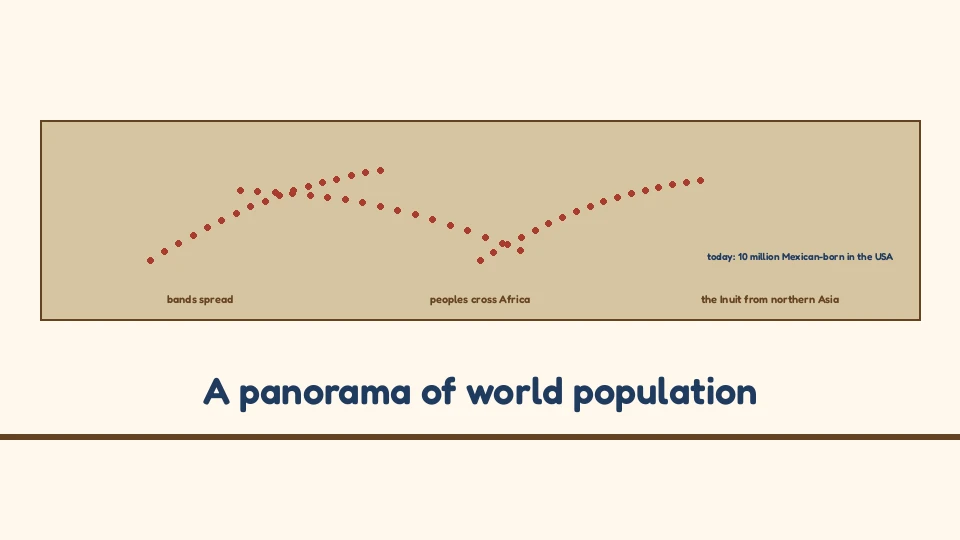 today: 10 million Mexican-born in the USA
bands spread
peoples cross Africa
the Inuit from northern Asia
A panorama of world population